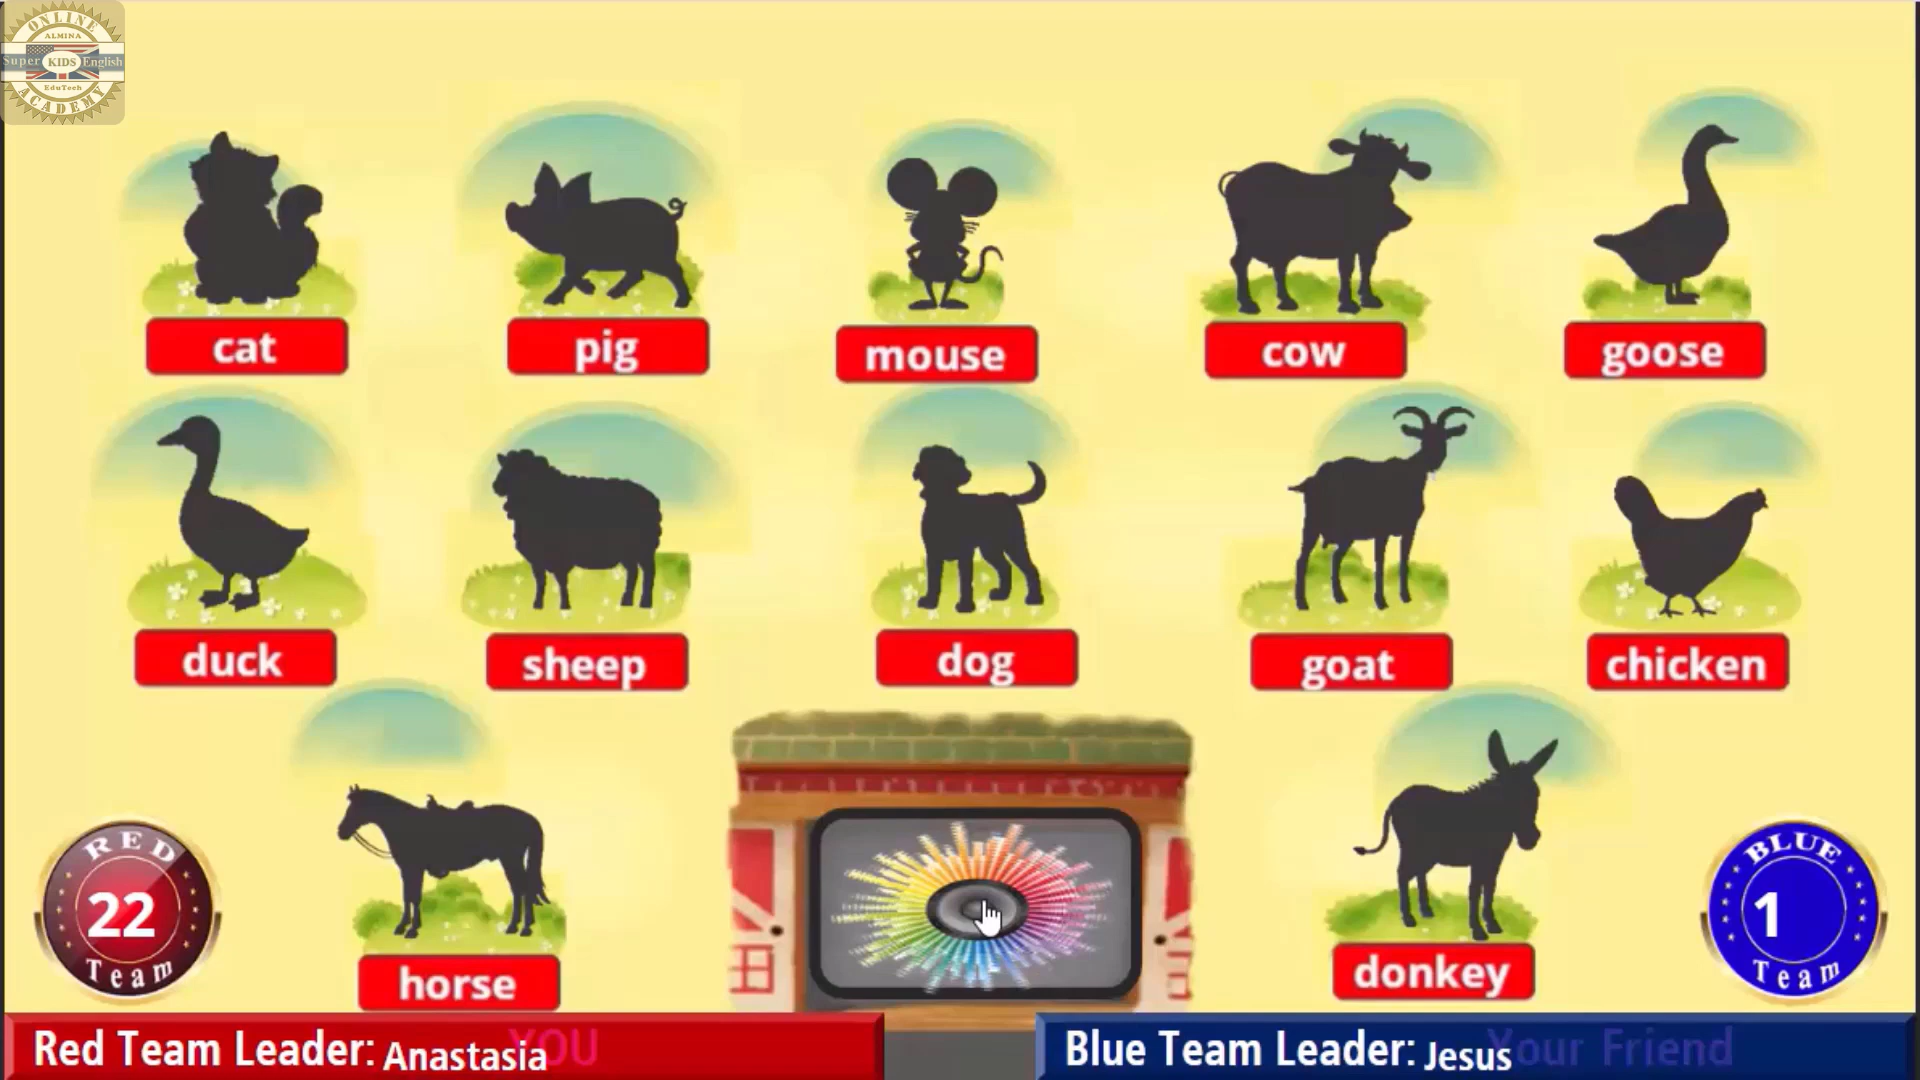 ONLINE
ALMINA
Super KIDS English
EduTech
ACADEMY
cat
pig
mouse
cow
goose
duck
sheep
dog
goat
chicken
horse
donkey
RED
22
Team
BLUE
1
Team
Red Team Leader: Anastasia YOU
Blue Team Leader: Jesus Your Friend